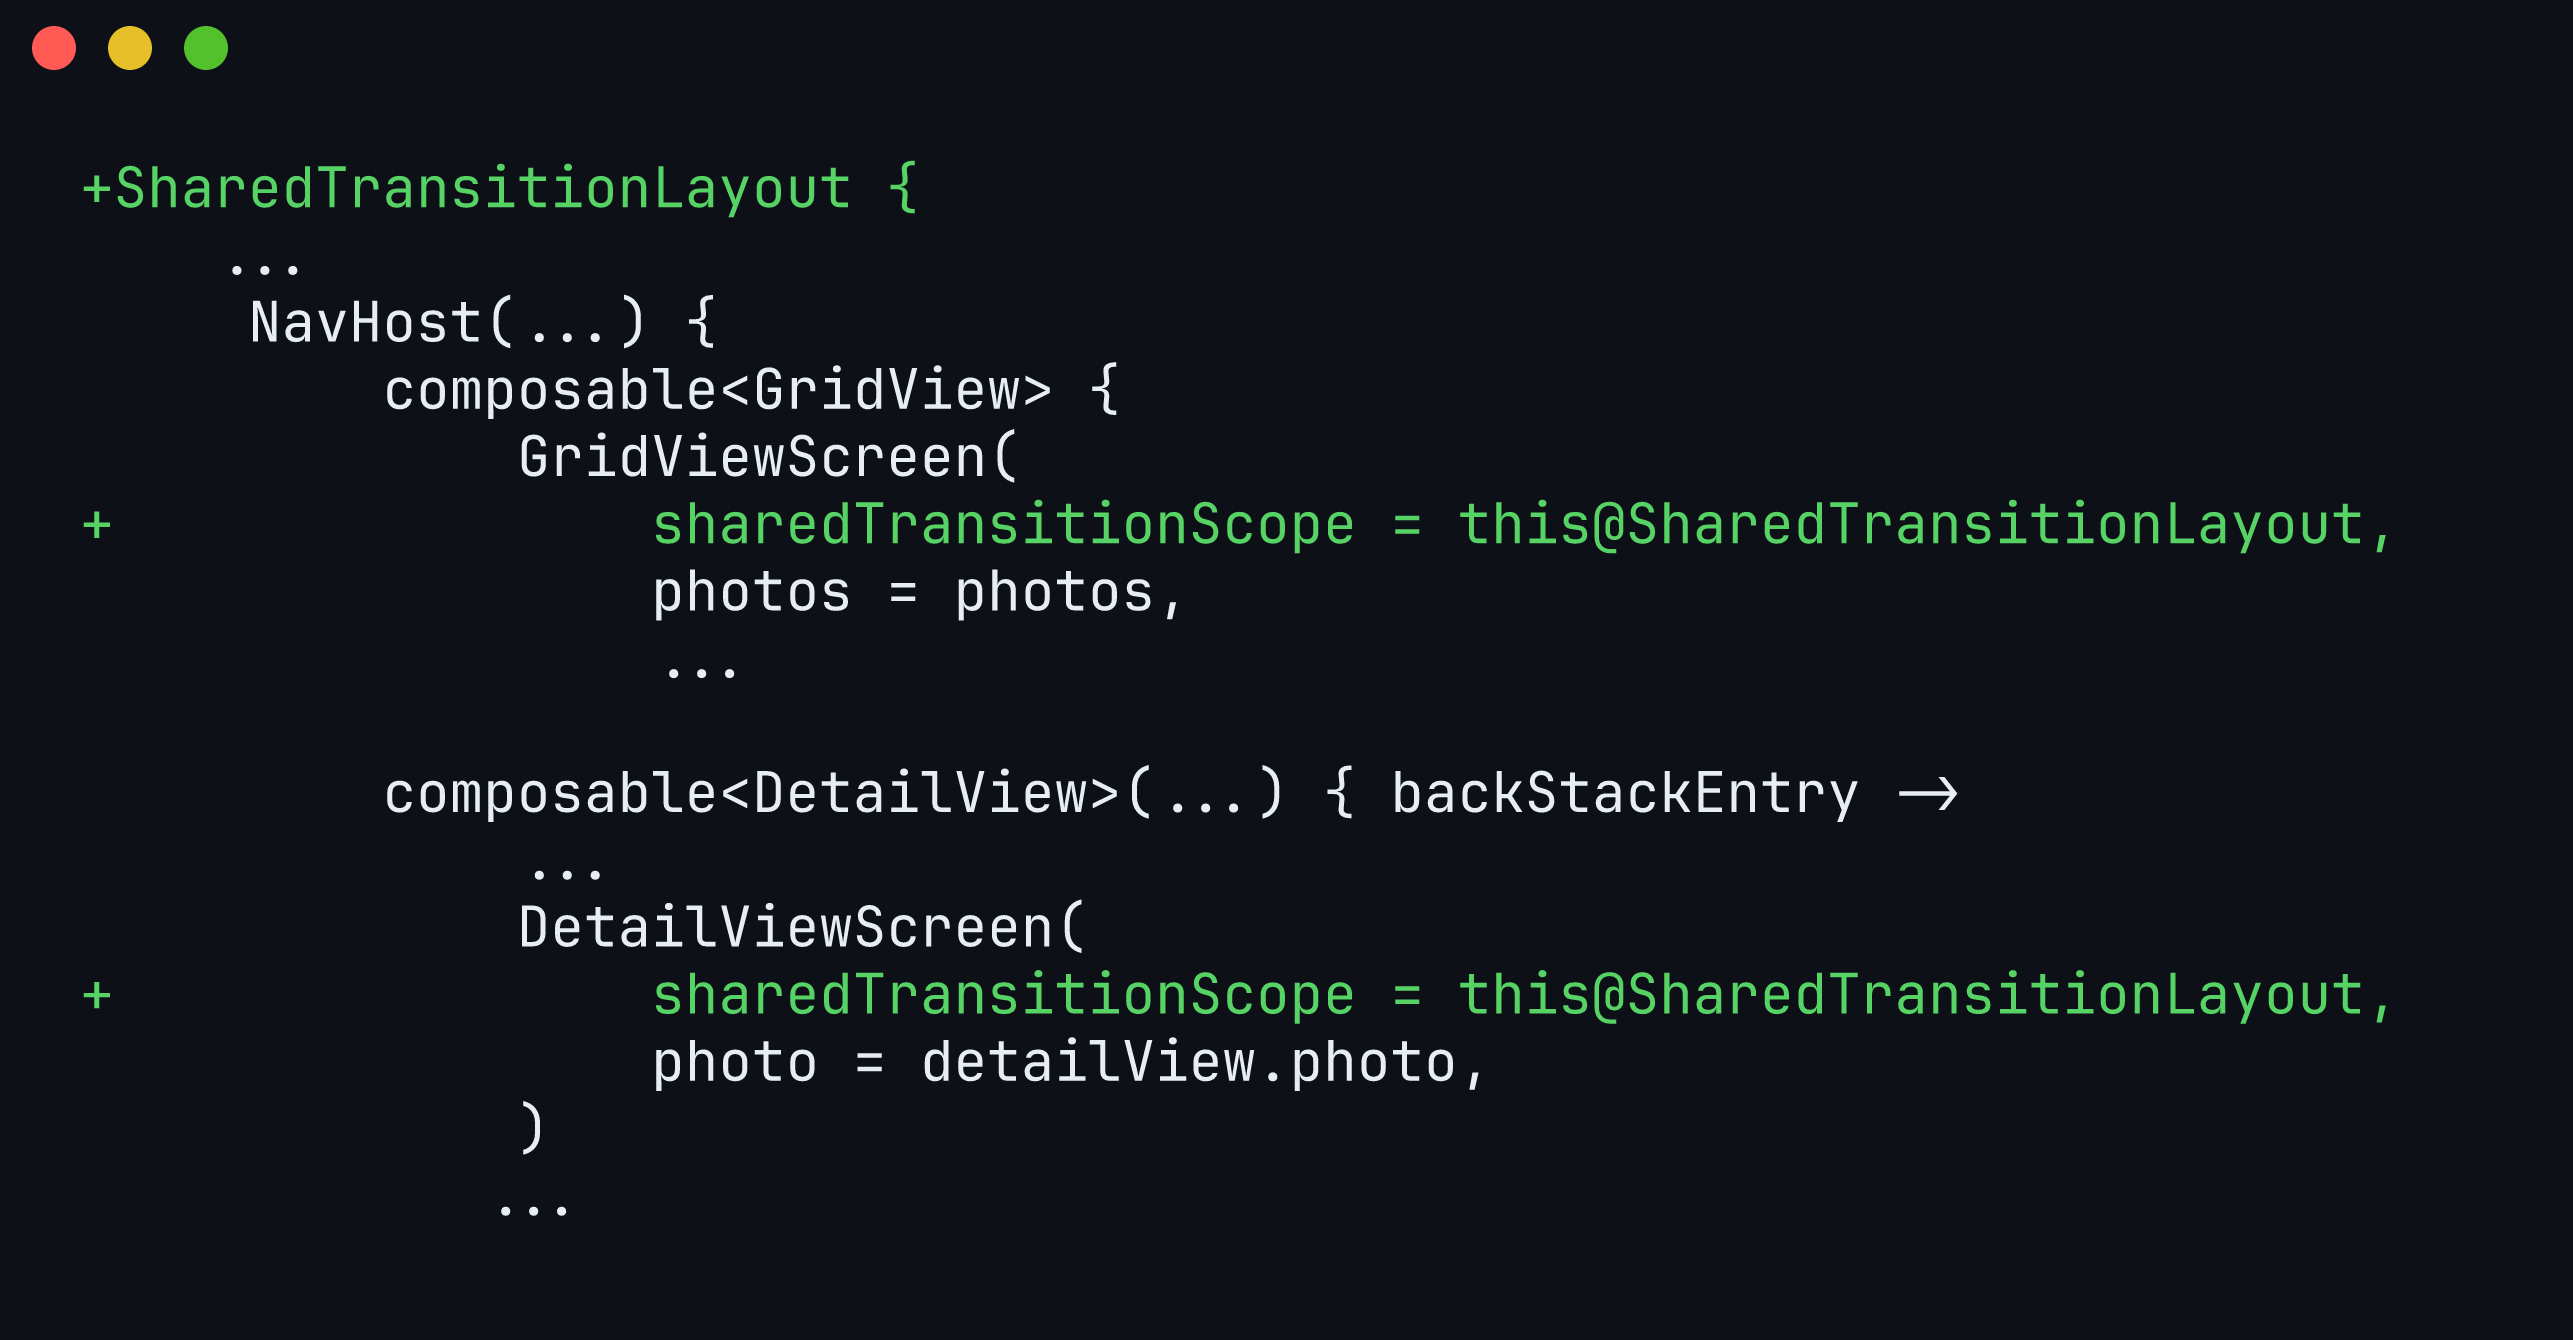 +SharedTransitionLayout {
...
NavHost(...) {
composable<GridView> {
GridViewScreen(
+ sharedTransitionScope = this@SharedTransitionLayout,
photos = photos,
...
composable<DetailView>(...) { backStackEntry ->
...
DetailViewScreen(
+ sharedTransitionScope = this@SharedTransitionLayout,
photo = detailView.photo,
)
...